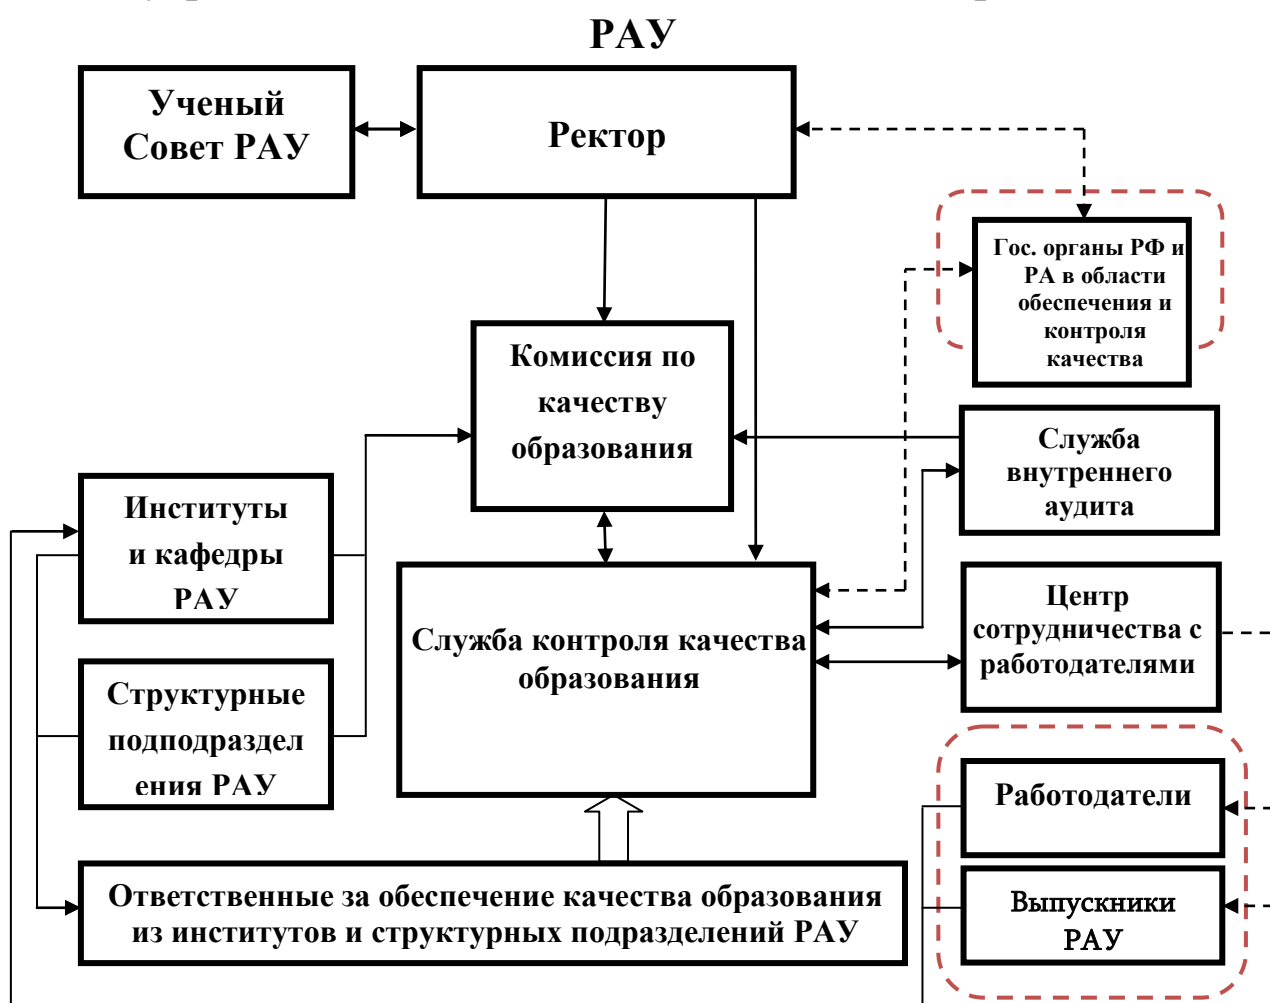 РАУ
Ученый
Совет РАУ
Ректор
Гос. органы РФ и
РА в области
обеспечения и
контроля
качества
Комиссия по
качеству
образования
Служба
внутреннего
аудита
Институты
и кафедры
РАУ
Служба контроля качества
образования
Центр
сотрудничества с
работодателями
Структурные
подподраздел
ения РАУ
Работодатели
Ответственные за обеспечение качества образования
из институтов и структурных подразделений РАУ
Выпускники
РАУ